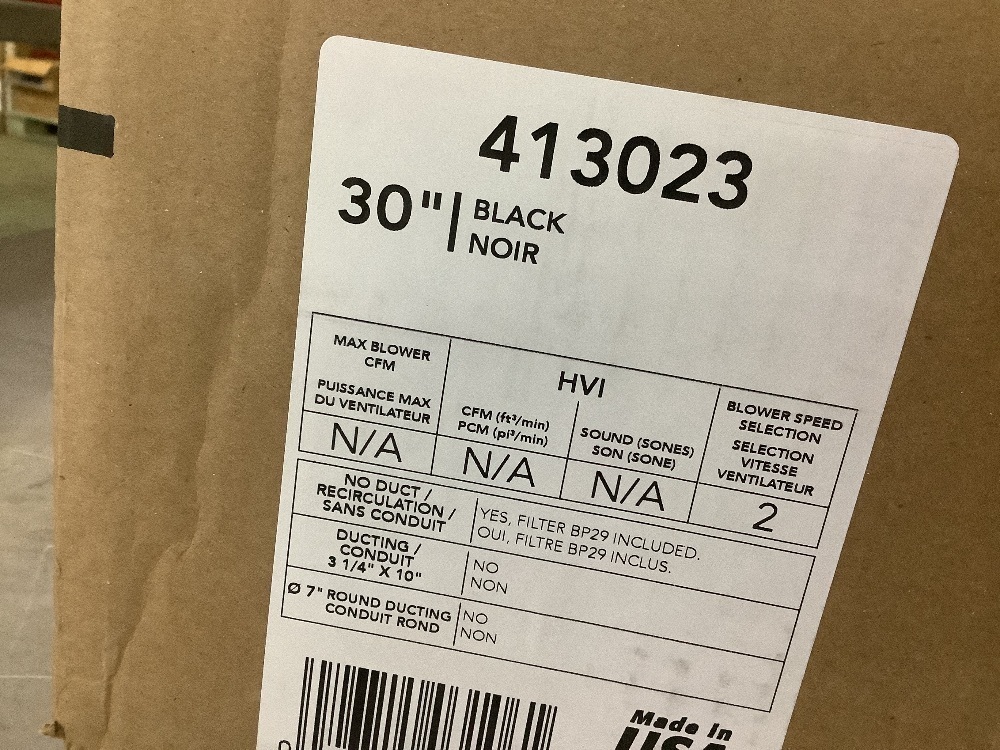 413023
30" | BLACK
NOIR
MAX BLOWER
CFM
PUISSANCE MAX
DU VENTILATEUR
N/A
HVI
CFM (ft³/min)
PCM (pi³/min)
N/A
SOUND (SONES)
SON (SONE)
N/A
BLOWER SPEED
SELECTION
SELECTION
VITESSE
VENTILATEUR
2
NO DUCT /
RECIRCULATION /
SANS CONDUIT
YES, FILTER BP29 INCLUDED.
OUI, FILTRE BP29 INCLUS.
DUCTING /
CONDUIT
3 1/4" X 10"
NO
NON
Ø 7" ROUND DUCTING
CONDUIT ROND
NO
NON
Made in
USA